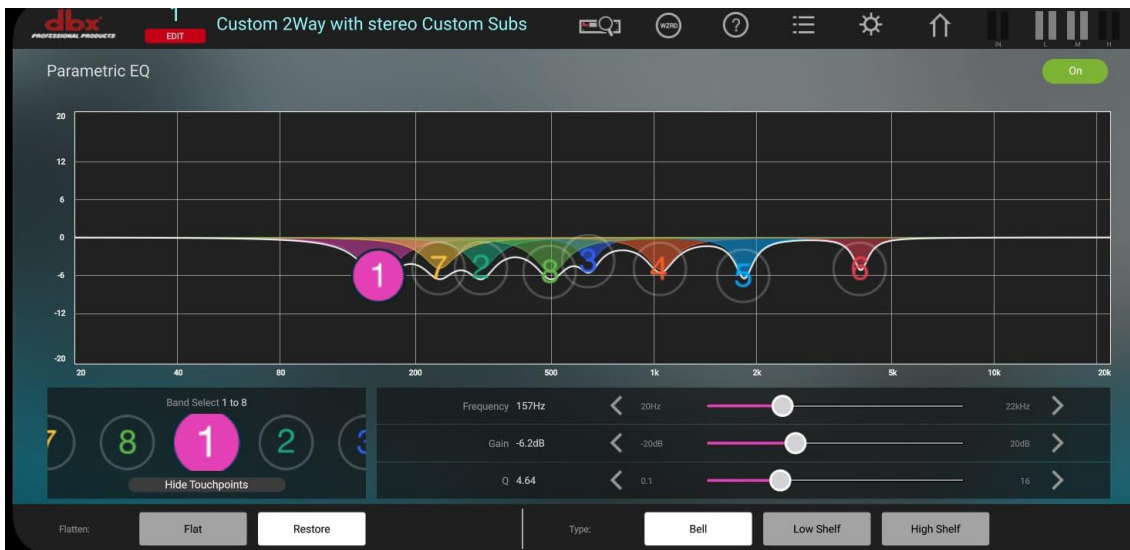 1
dbx
PROFESSIONAL PRODUCTS
EDIT
Custom 2Way with stereo Custom Subs
WZRD
?
IN L M H
Parametric EQ
On
20
12
6
0
-6
-12
-20
1 7 2 8 3 4 5 6
20 40 80 200 500 1k 2k 5k 10k 20k
Band Select 1 to 8
7 8 1 2 3
Hide Touchpoints
Frequency 157Hz 20Hz 22kHz
Gain -6.2dB -20dB 20dB
Q 4.64 0.1 16
Flatten: Flat Restore Type: Bell Low Shelf High Shelf